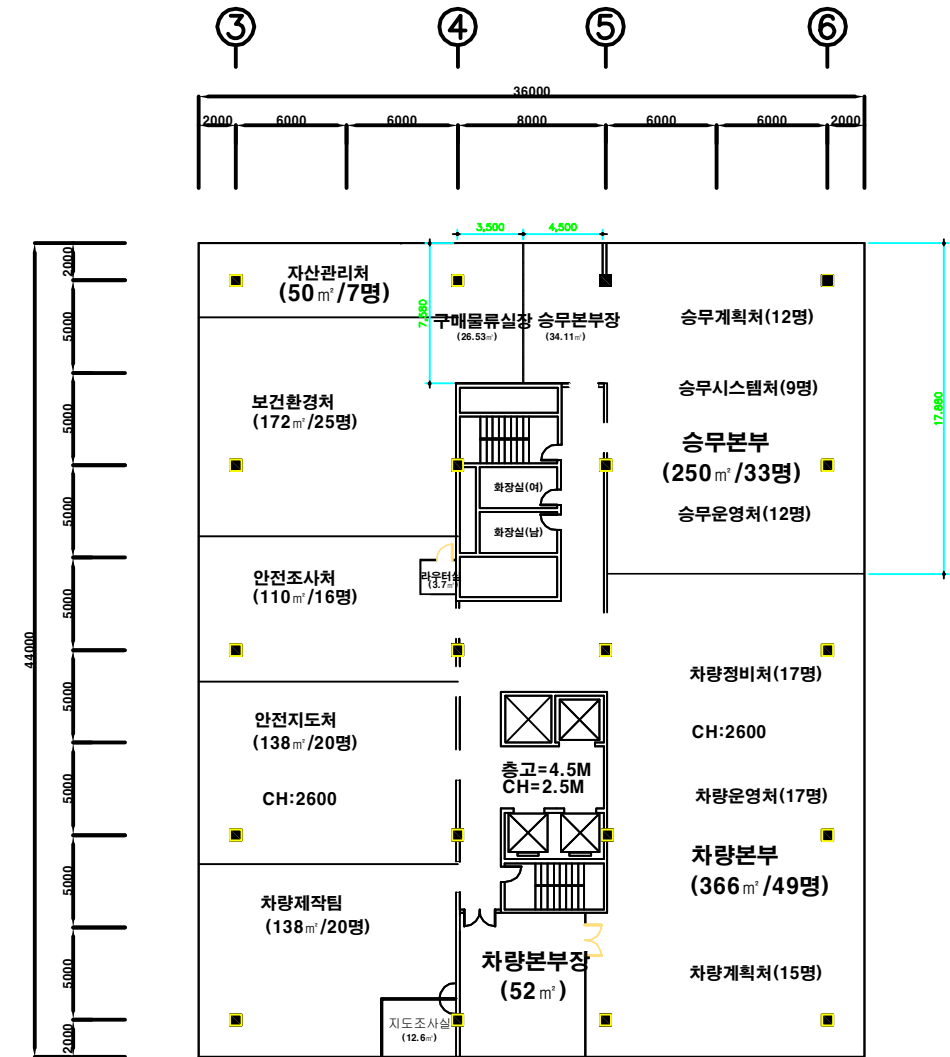 3 4 5 6
36000
2000 6000 6000 8000 6000 6000 2000
3,500 4,500
44000
2000
5000
5000
5000
5000
5000
5000
5000
5000
2000
7,580
17,880
자산관리처
(50㎡/7명)
구매물류실장
(26.53㎡)
승무본부장
(34.11㎡)
승무계획처(12명)
보건환경처
(172㎡/25명)
승무시스템처(9명)
승무본부
(250㎡/33명)
화장실(여)
승무운영처(12명)
화장실(남)
안전조사처
(110㎡/16명)
라우터실
(3.7㎡)
차량정비처(17명)
안전지도처
(138㎡/20명)
CH:2600
CH:2600
층고=4.5M
CH=2.5M
차량운영처(17명)
차량본부
(366㎡/49명)
차량제작팀
(138㎡/20명)
차량본부장
(52㎡)
차량계획처(15명)
지도조사실
(12.6㎡)